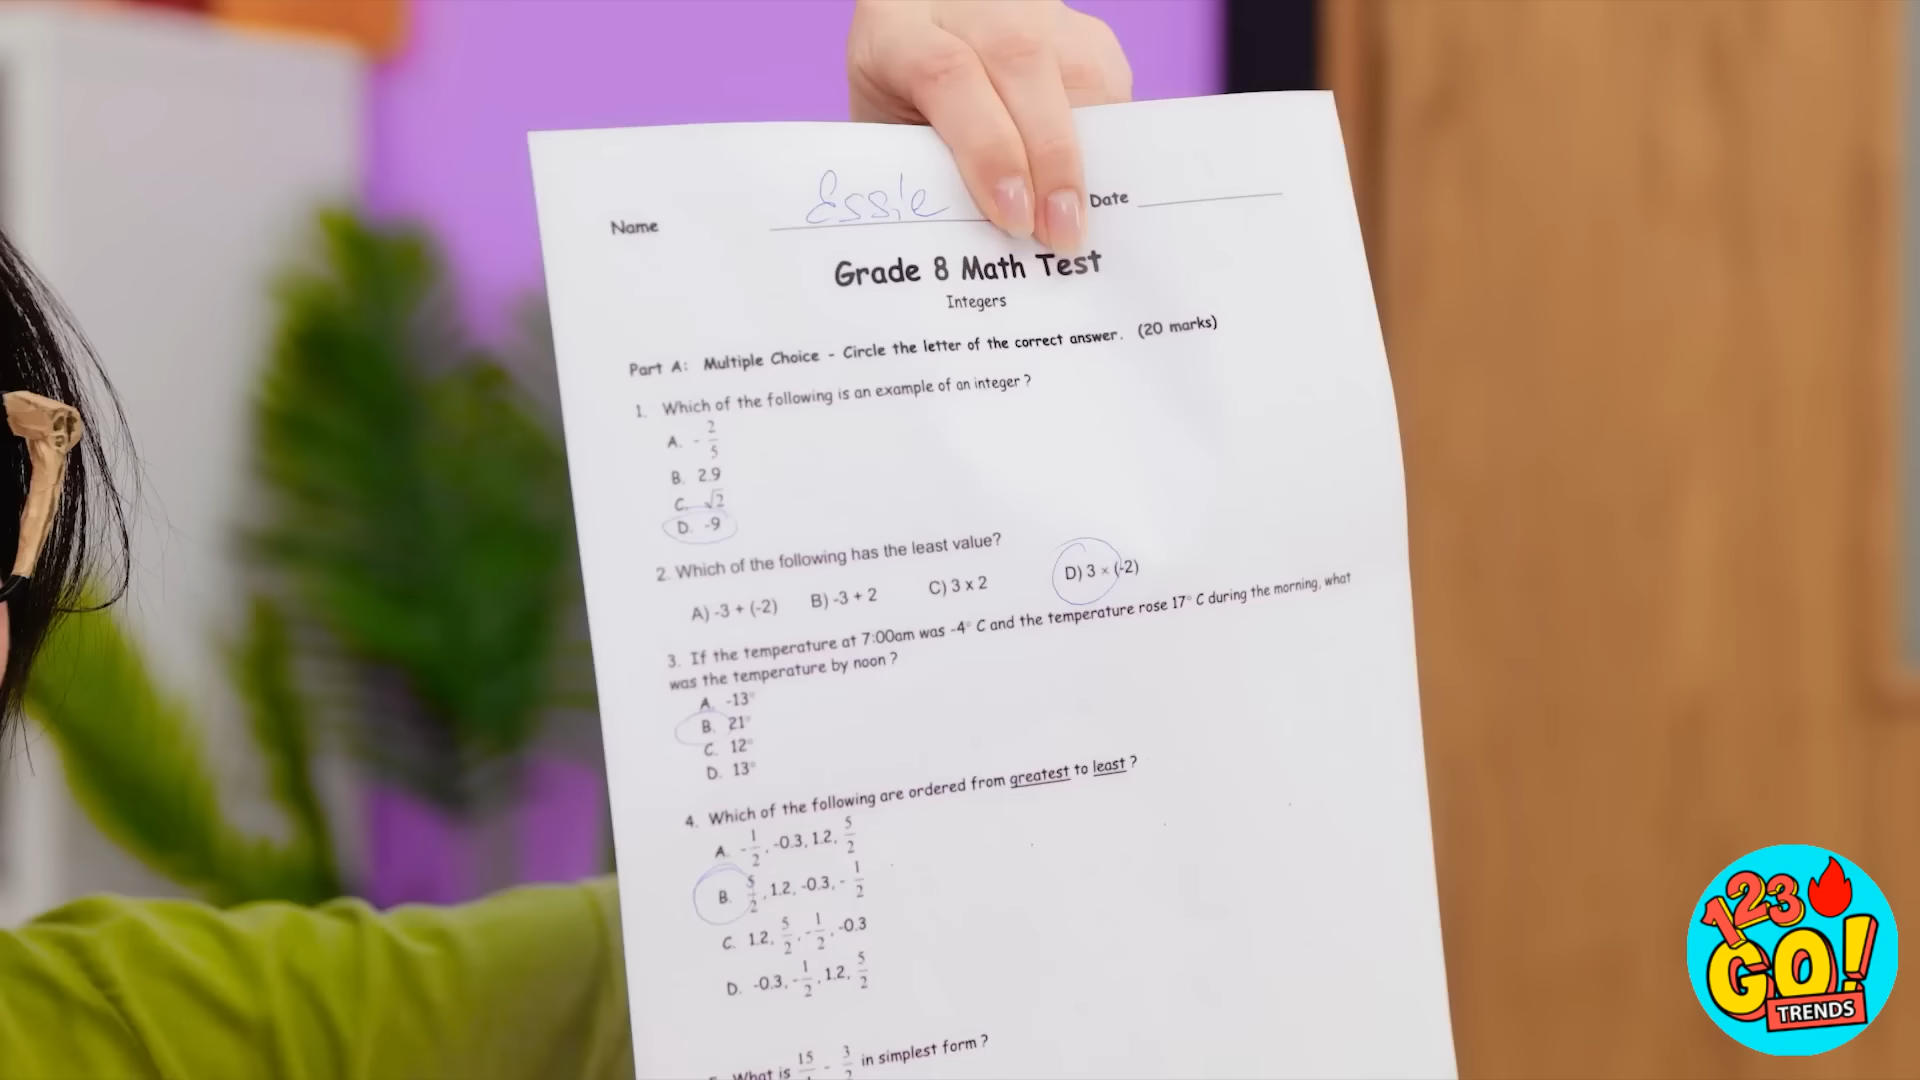 Name Essie Date
Grade 8 Math Test
Integers
Part A: Multiple Choice - Circle the letter of the correct answer. (20 marks)
1. Which of the following is an example of an integer ?
A. - 2/5
B. 2.9
C. √2
D. -9
2. Which of the following has the least value?
A) -3 + (-2) B) -3 + 2 C) 3 x 2 D) 3 × (-2)
3. If the temperature at 7:00am was -4° C and the temperature rose 17° C during the morning, what
was the temperature by noon ?
A. -13°
B. 21°
C. 12°
D. 13°
4. Which of the following are ordered from greatest to least ?
A. - 1/2, -0.3, 1.2, 5/2
B. 5/2, 1.2, -0.3, - 1/2
C. 1.2, 5/2, - 1/2, -0.3
D. -0.3, - 1/2, 1.2, 5/2
What is 15 - 3/2 in simplest form ?
123
GO!
TRENDS